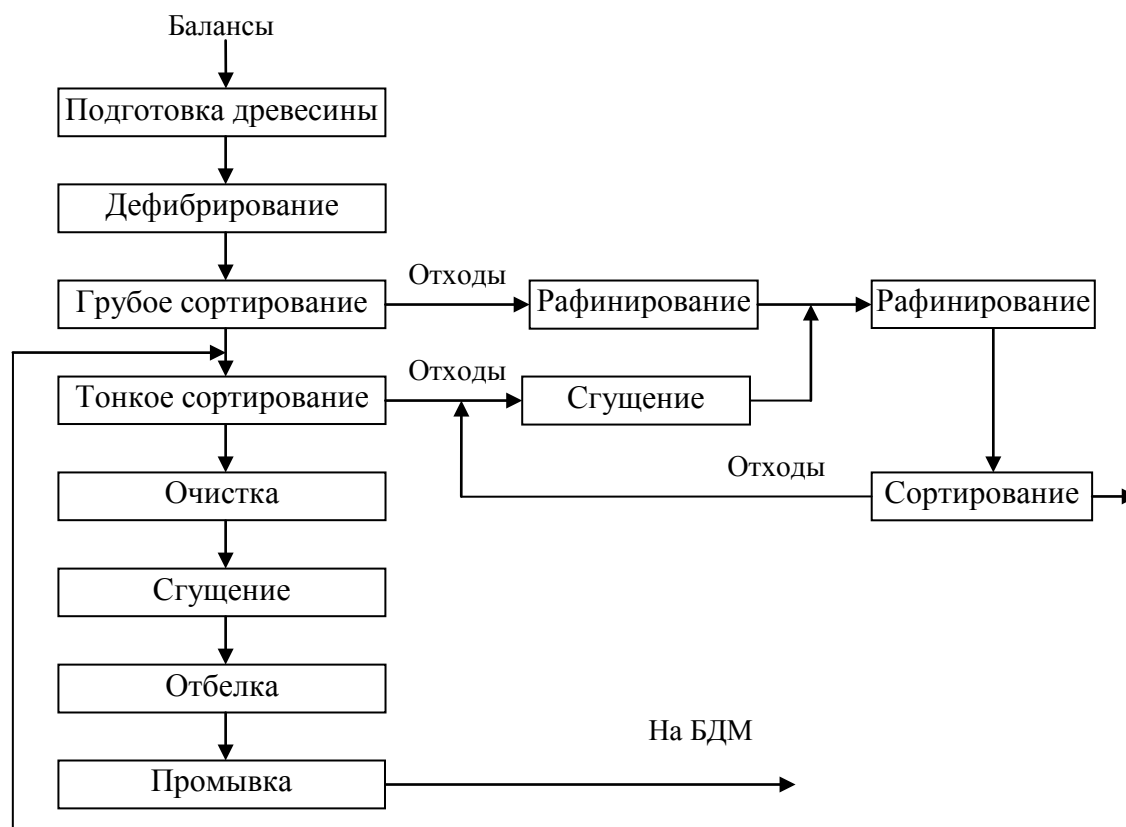 Балансы
Подготовка древесины
Дефибрирование
Отходы
Грубое сортирование
Рафинирование
Рафинирование
Отходы
Тонкое сортирование
Сгущение
Отходы
Очистка
Сортирование
Сгущение
Отбелка
На БДМ
Промывка